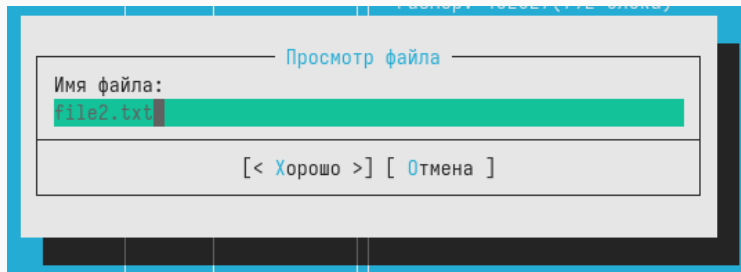 Просмотр файла
Имя файла:
file2.txt
[< Хорошо >] [ Отмена ]